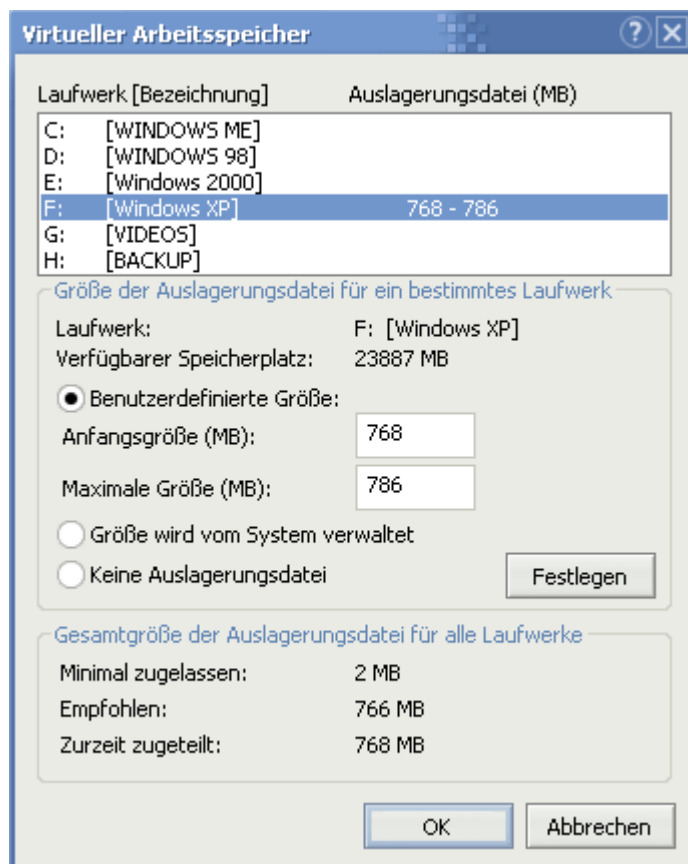 Virtueller Arbeitsspeicher
Laufwerk [Bezeichnung] Auslagerungsdatei (MB)
C: [WINDOWS ME]
D: [WINDOWS 98]
E: [Windows 2000]
F: [Windows XP] 768 - 786
G: [VIDEOS]
H: [BACKUP]
Größe der Auslagerungsdatei für ein bestimmtes Laufwerk
Laufwerk: F: [Windows XP]
Verfügbarer Speicherplatz: 23887 MB
Benutzerdefinierte Größe:
Anfangsgröße (MB): 768
Maximale Größe (MB): 786
Größe wird vom System verwaltet
Keine Auslagerungsdatei
Festlegen
Gesamtgröße der Auslagerungsdatei für alle Laufwerke
Minimal zugelassen: 2 MB
Empfohlen: 766 MB
Zurzeit zugeteilt: 768 MB
OK Abbrechen